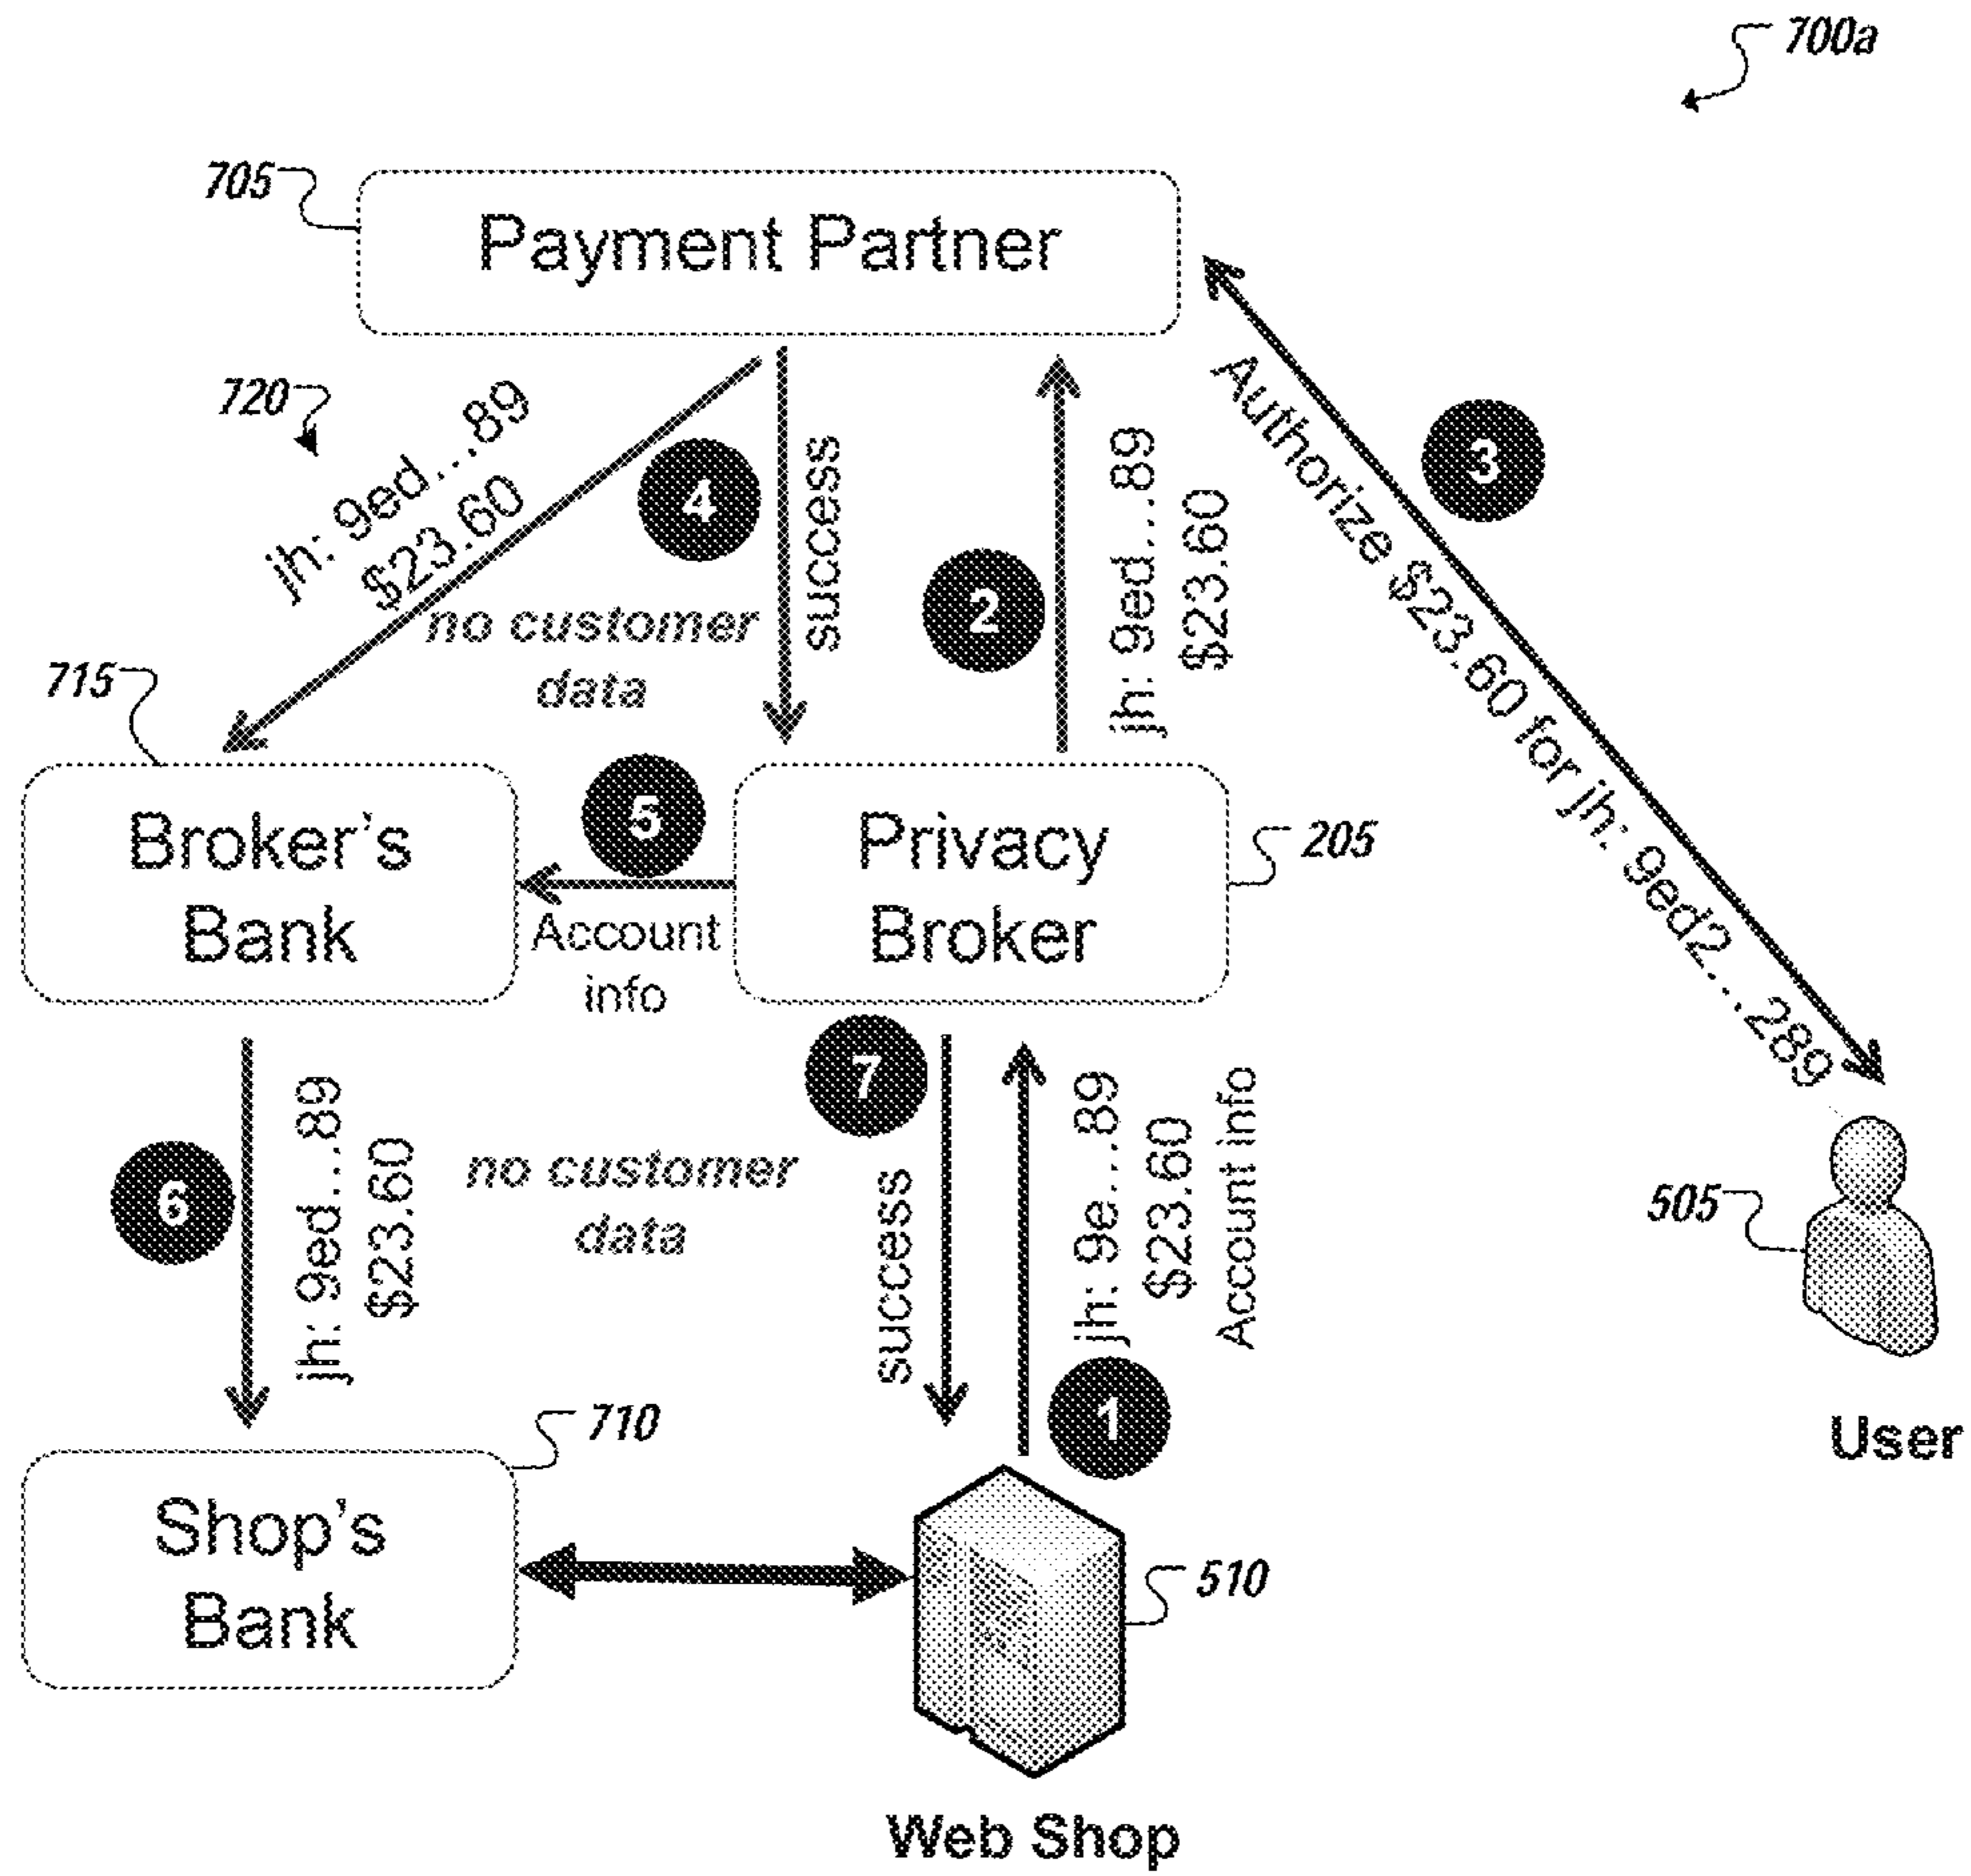 700a
705
Payment Partner
720
jh: 9ed...89
$23.60
4
success
2
jh: 9ed...89
$23.60
3
Authorize $23.60 for jh: 9ed2...289
no customer
data
715
Broker's
Bank
5
Account
info
Privacy
Broker
205
6
jh: 9ed...89
$23.60
no customer
data
7
success
jh: 9e...89
$23.60
Account info
1
505
User
710
Shop's
Bank
510
Web Shop